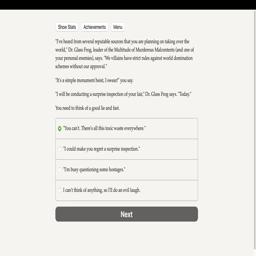 Show Stats Achievements Menu
"I've heard from several reputable sources that you are planning on taking over the
world," Dr. Glass Frog, leader of the Multitude of Murderous Malcontents (and one of
your personal enemies), says. "We villains have strict rules against world domination
schemes without our approval."
"It's a simple monument heist, I swear!" you say.
"I will be conducting a surprise inspection of your lair," Dr. Glass Frog says. "Today."
You need to think of a good lie and fast.
"You can't. There's all this toxic waste everywhere."
"I could make you regret a surprise inspection."
"I'm busy questioning some hostages."
I can't think of anything, so I'll do an evil laugh.
Next